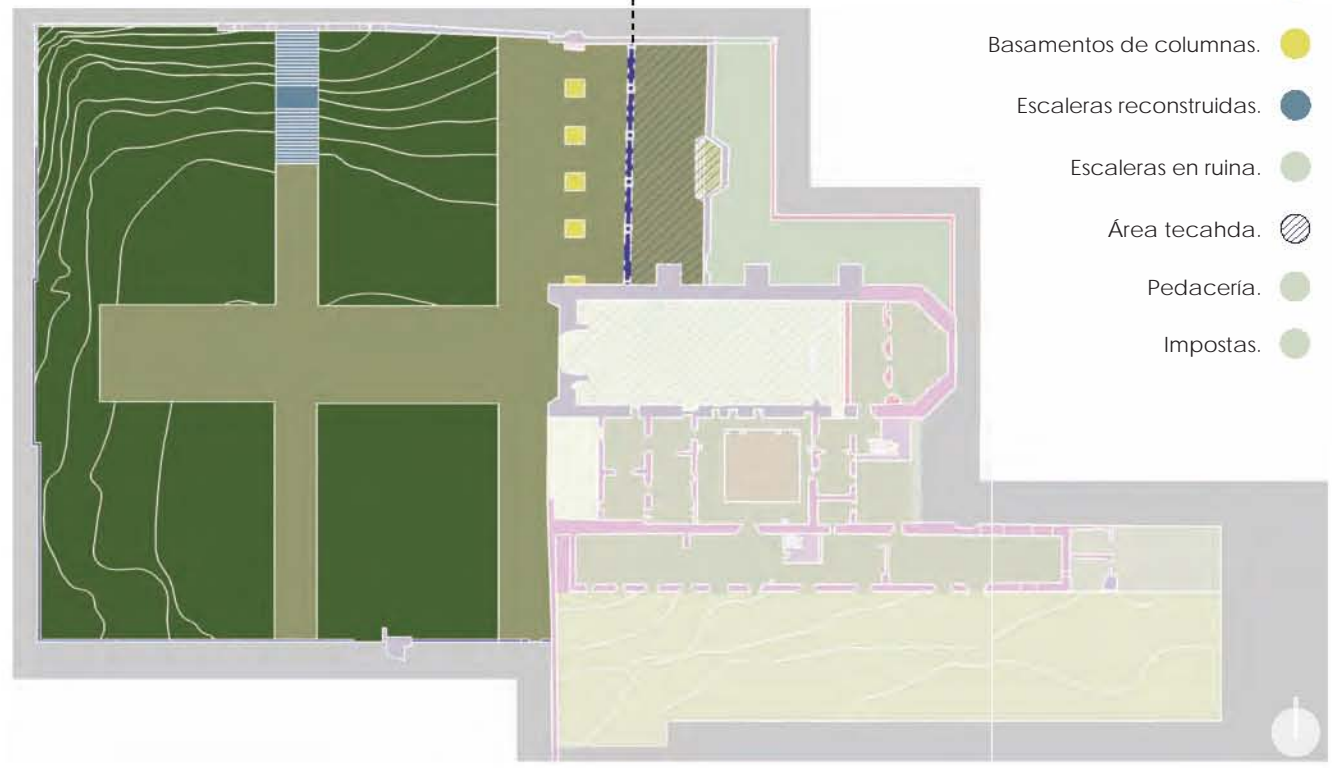 Basamentos de columnas.
Escaleras reconstruidas.
Escaleras en ruina.
Área tecahda.
Pedacería.
Impostas.